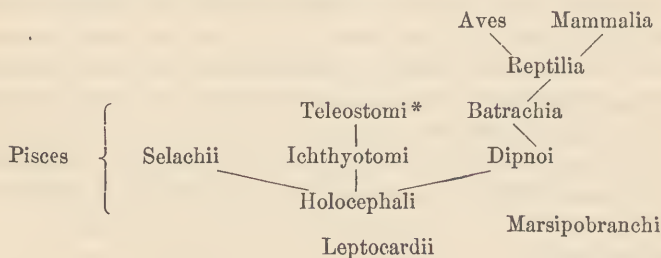 Aves Mammalia
Reptilia
Teleostomi * Batrachia
Pisces { Selachii Ichthyotomi Dipnoi
Holocephali
Marsipobranchi
Leptocardii